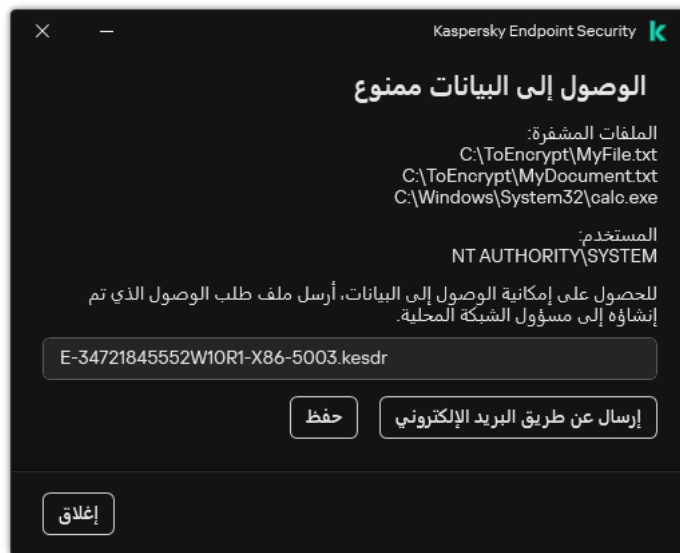 Kaspersky Endpoint Security
الوصول إلى البيانات ممنوع
الملفات المشفرة:
C:\ToEncrypt\MyFile.txt
C:\ToEncrypt\MyDocument.txt
C:\Windows\System32\calc.exe
المستخدم:
NT AUTHORITY\SYSTEM
للحصول على إمكانية الوصول إلى البيانات، أرسل ملف طلب الوصول الذي تم
إنشاؤه إلى مسؤول الشبكة المحلية.
E-34721845552W10R1-X86-5003.kesdr
إرسال عن طريق البريد الإلكتروني
حفظ
إغلاق